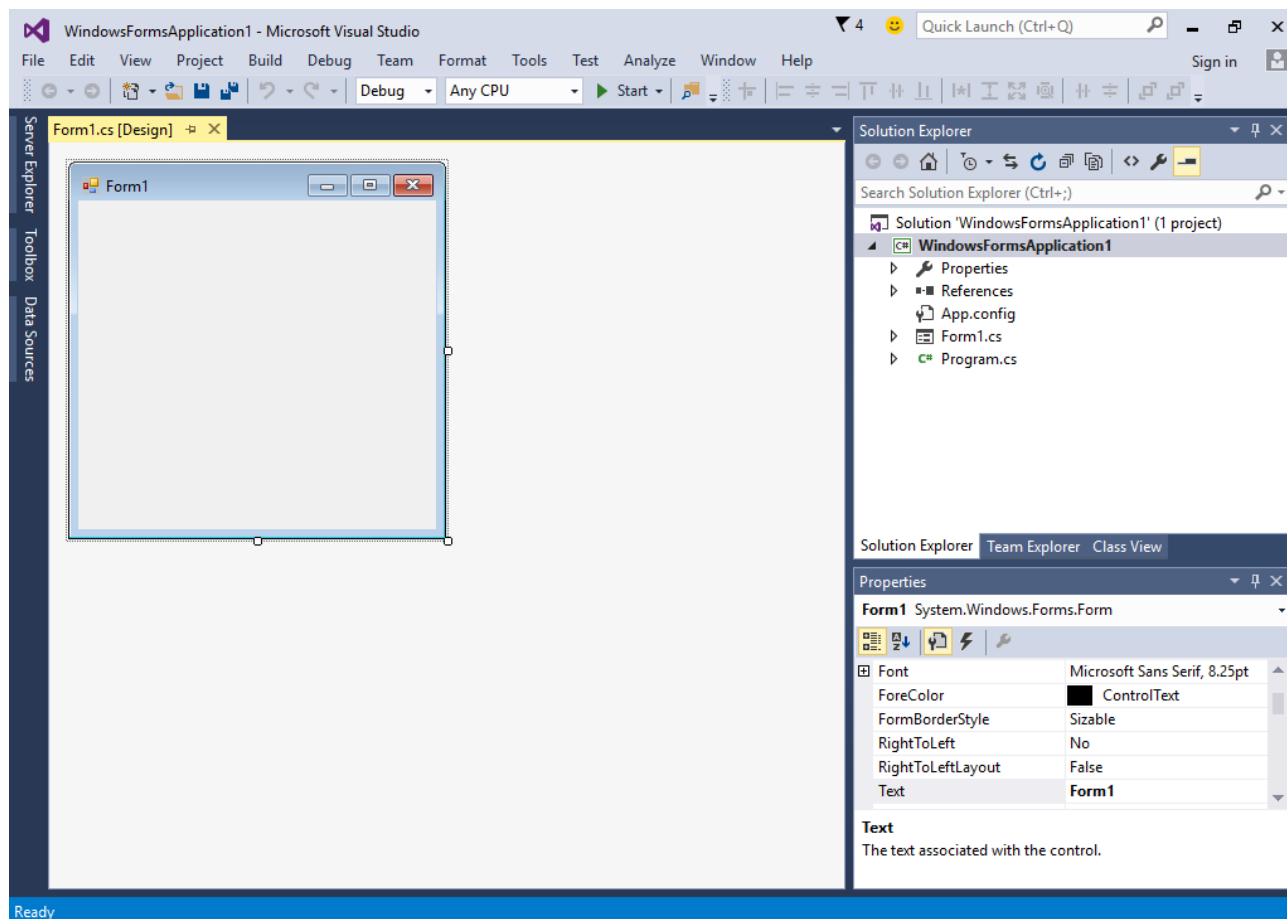 WindowsFormsApplication1 - Microsoft Visual Studio
4
Quick Launch (Ctrl+Q)
File Edit View Project Build Debug Team Format Tools Test Analyze Window Help
Sign in
Debug
Any CPU
Start
Server Explorer
Toolbox
Data Sources
Form1.cs [Design]
Form1
Solution Explorer
Search Solution Explorer (Ctrl+;)
Solution 'WindowsFormsApplication1' (1 project)
C# WindowsFormsApplication1
Properties
References
App.config
Form1.cs
C# Program.cs
Solution Explorer Team Explorer Class View
Properties
Form1 System.Windows.Forms.Form
Font Microsoft Sans Serif, 8.25pt
ForeColor ControlText
FormBorderStyle Sizable
RightToLeft No
RightToLeftLayout False
Text Form1
Text
The text associated with the control.
Ready